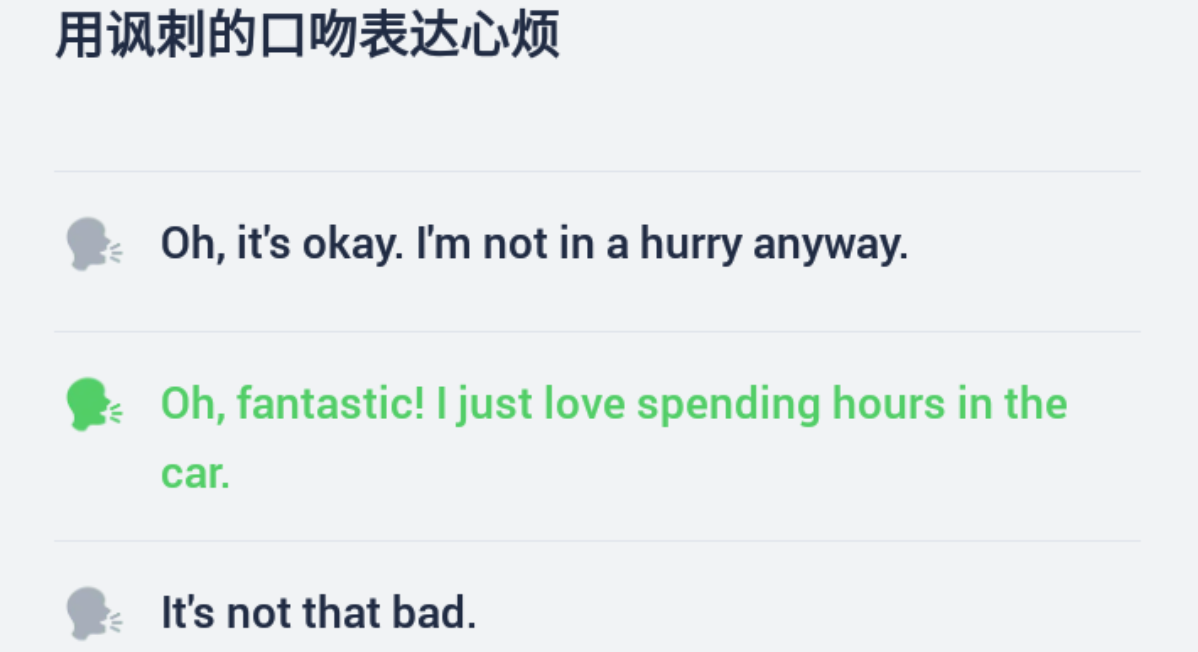 用讽刺的口吻表达心烦
Oh, it's okay. I'm not in a hurry anyway.
Oh, fantastic! I just love spending hours in the
car.
It's not that bad.